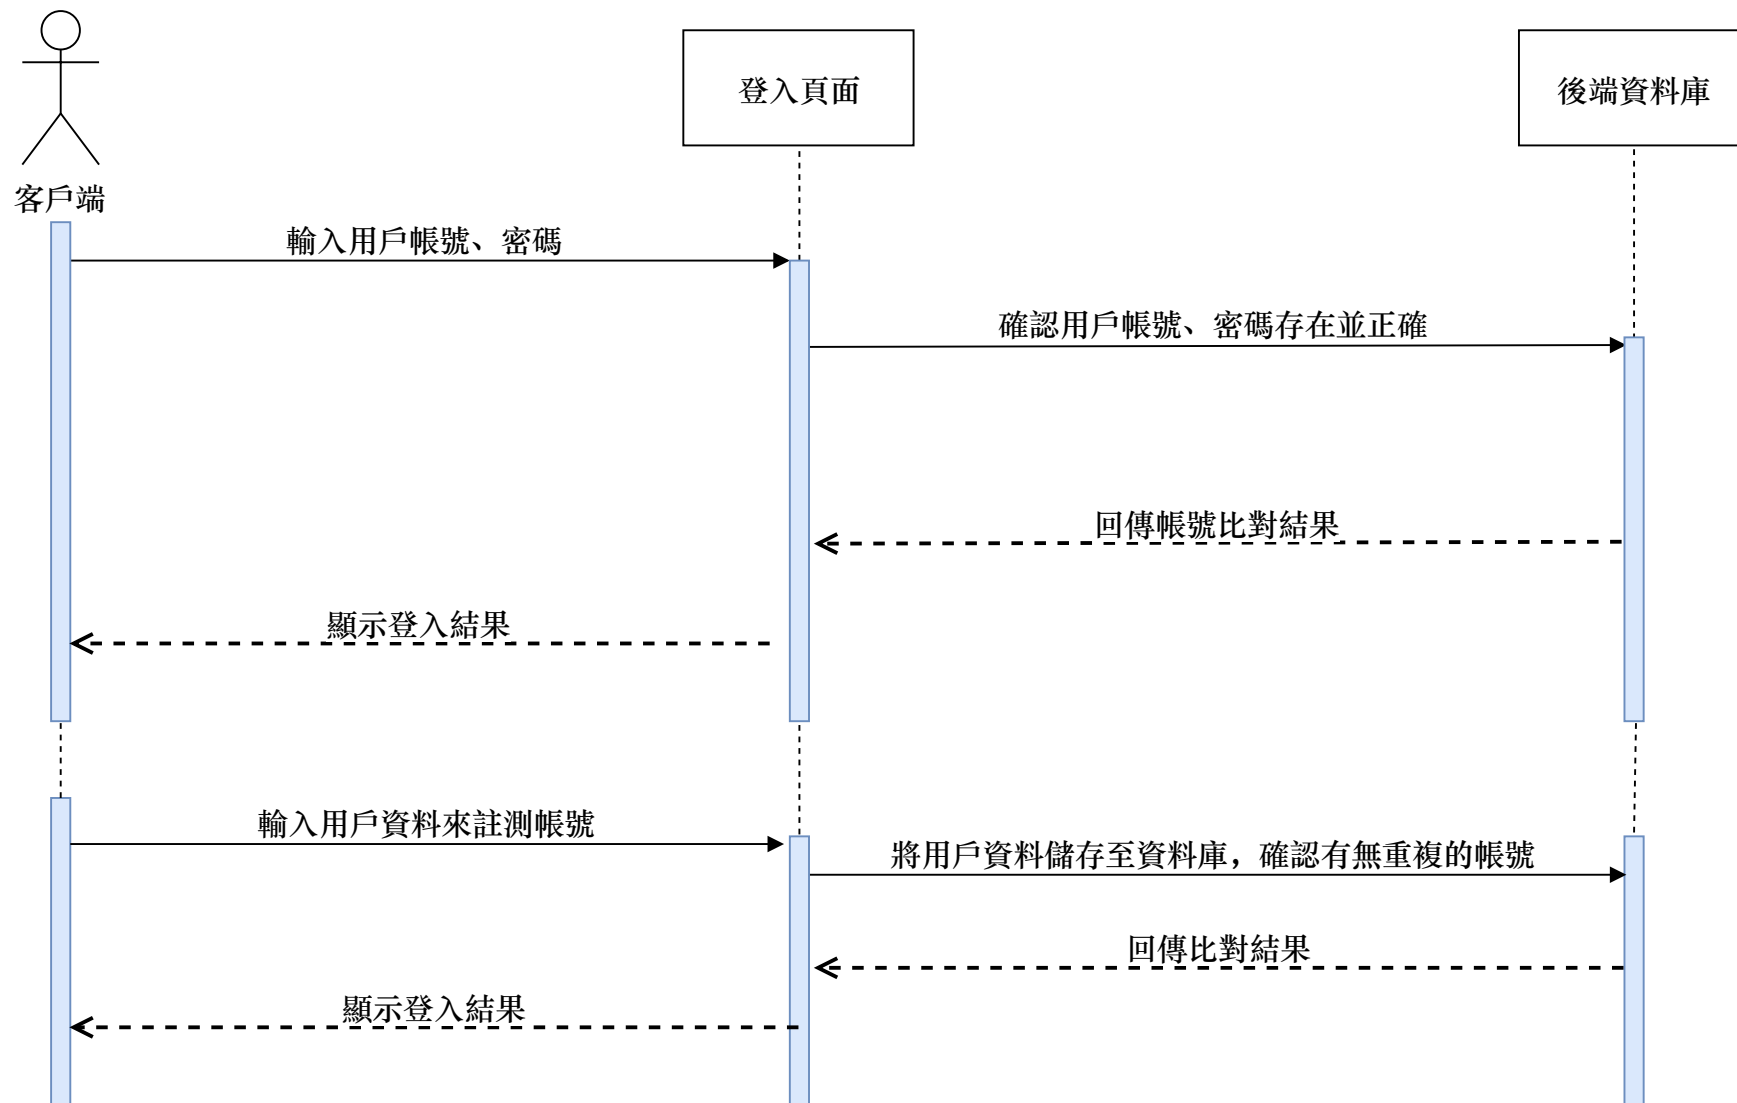 登入頁面
後端資料庫
客戶端
輸入用戶帳號、密碼
確認用戶帳號、密碼存在並正確
回傳帳號比對結果
顯示登入結果
輸入用戶資料來註測帳號
將用戶資料儲存至資料庫，確認有無重複的帳號
回傳比對結果
顯示登入結果